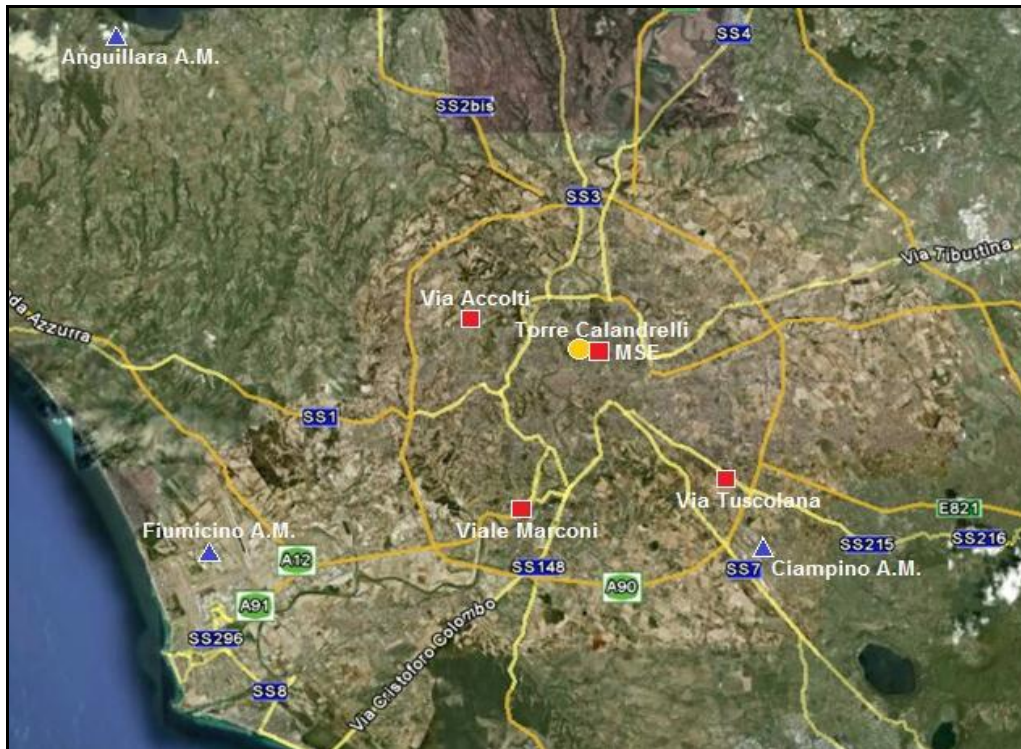 SS4
Anguillara A.M.
SS2bis
SS3
Via Tiburtina
Via Accolti
Torre Calandrelli
MSE
Azzurra
SS1
Via Tuscolana
Viale Marconi
E821
Fiumicino A.M.
SS215
SS216
A12
SS148
SS7
Ciampino A.M.
A90
A91
Via Cristoforo Colombo
SS296
SS8